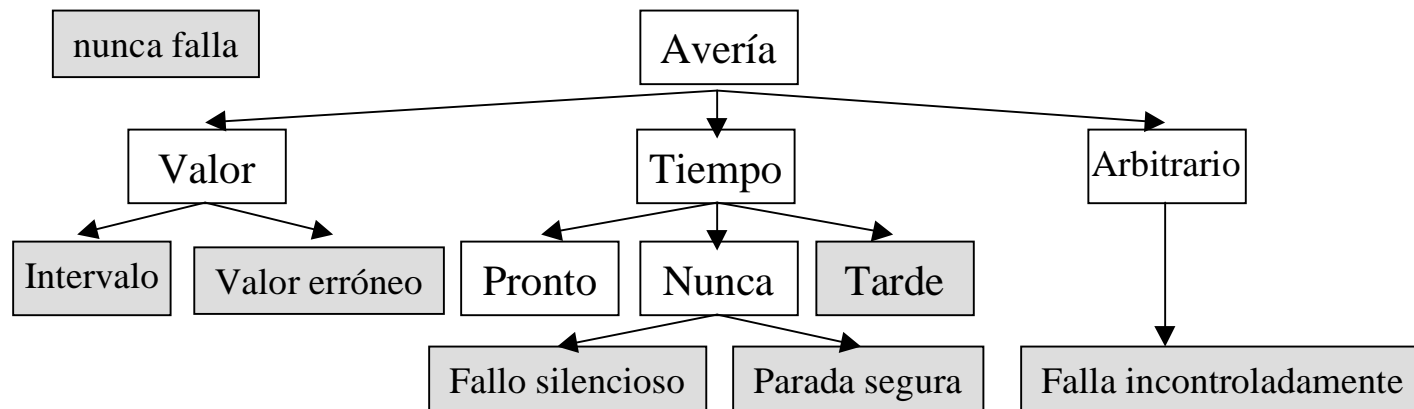 nunca falla
Avería
Valor
Tiempo
Arbitrario
Intervalo
Valor erróneo
Pronto
Nunca
Tarde
Fallo silencioso
Parada segura
Falla incontroladamente